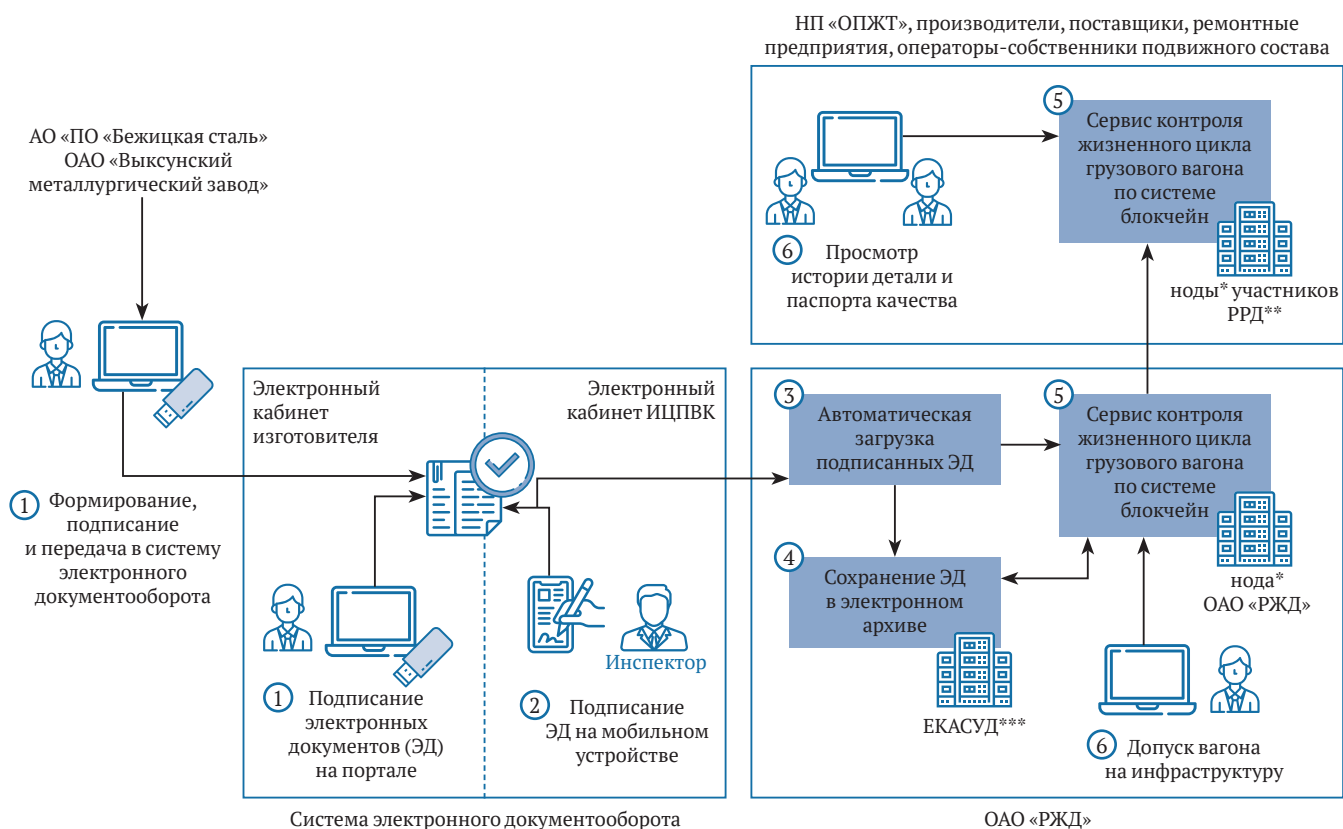 НП «ОПЖТ», производители, поставщики, ремонтные
предприятия, операторы-собственники подвижного состава
АО «ПО «Бежицкая сталь»
ОАО «Выксунский
металлургический завод»
5
Сервис контроля
жизненного цикла
грузового вагона
по системе
блокчейн
6
Просмотр
истории детали и
паспорта качества
ноды* участников
РРД**
Электронный
кабинет
изготовителя
Электронный
кабинет ИЦПВК
1
Формирование,
подписание
и передача в систему
электронного
документооборота
1
Подписание
электронных
документов (ЭД)
на портале
Инспектор
2
Подписание
ЭД на мобильном
устройстве
Система электронного документооборота
3
Автоматическая
загрузка
подписанных ЭД
5
Сервис контроля
жизненного цикла
грузового вагона
по системе
блокчейн
нода*
ОАО «РЖД»
4
Сохранение ЭД
в электронном
архиве
ЕКАСУД***
6
Допуск вагона
на инфраструктуру
ОАО «РЖД»